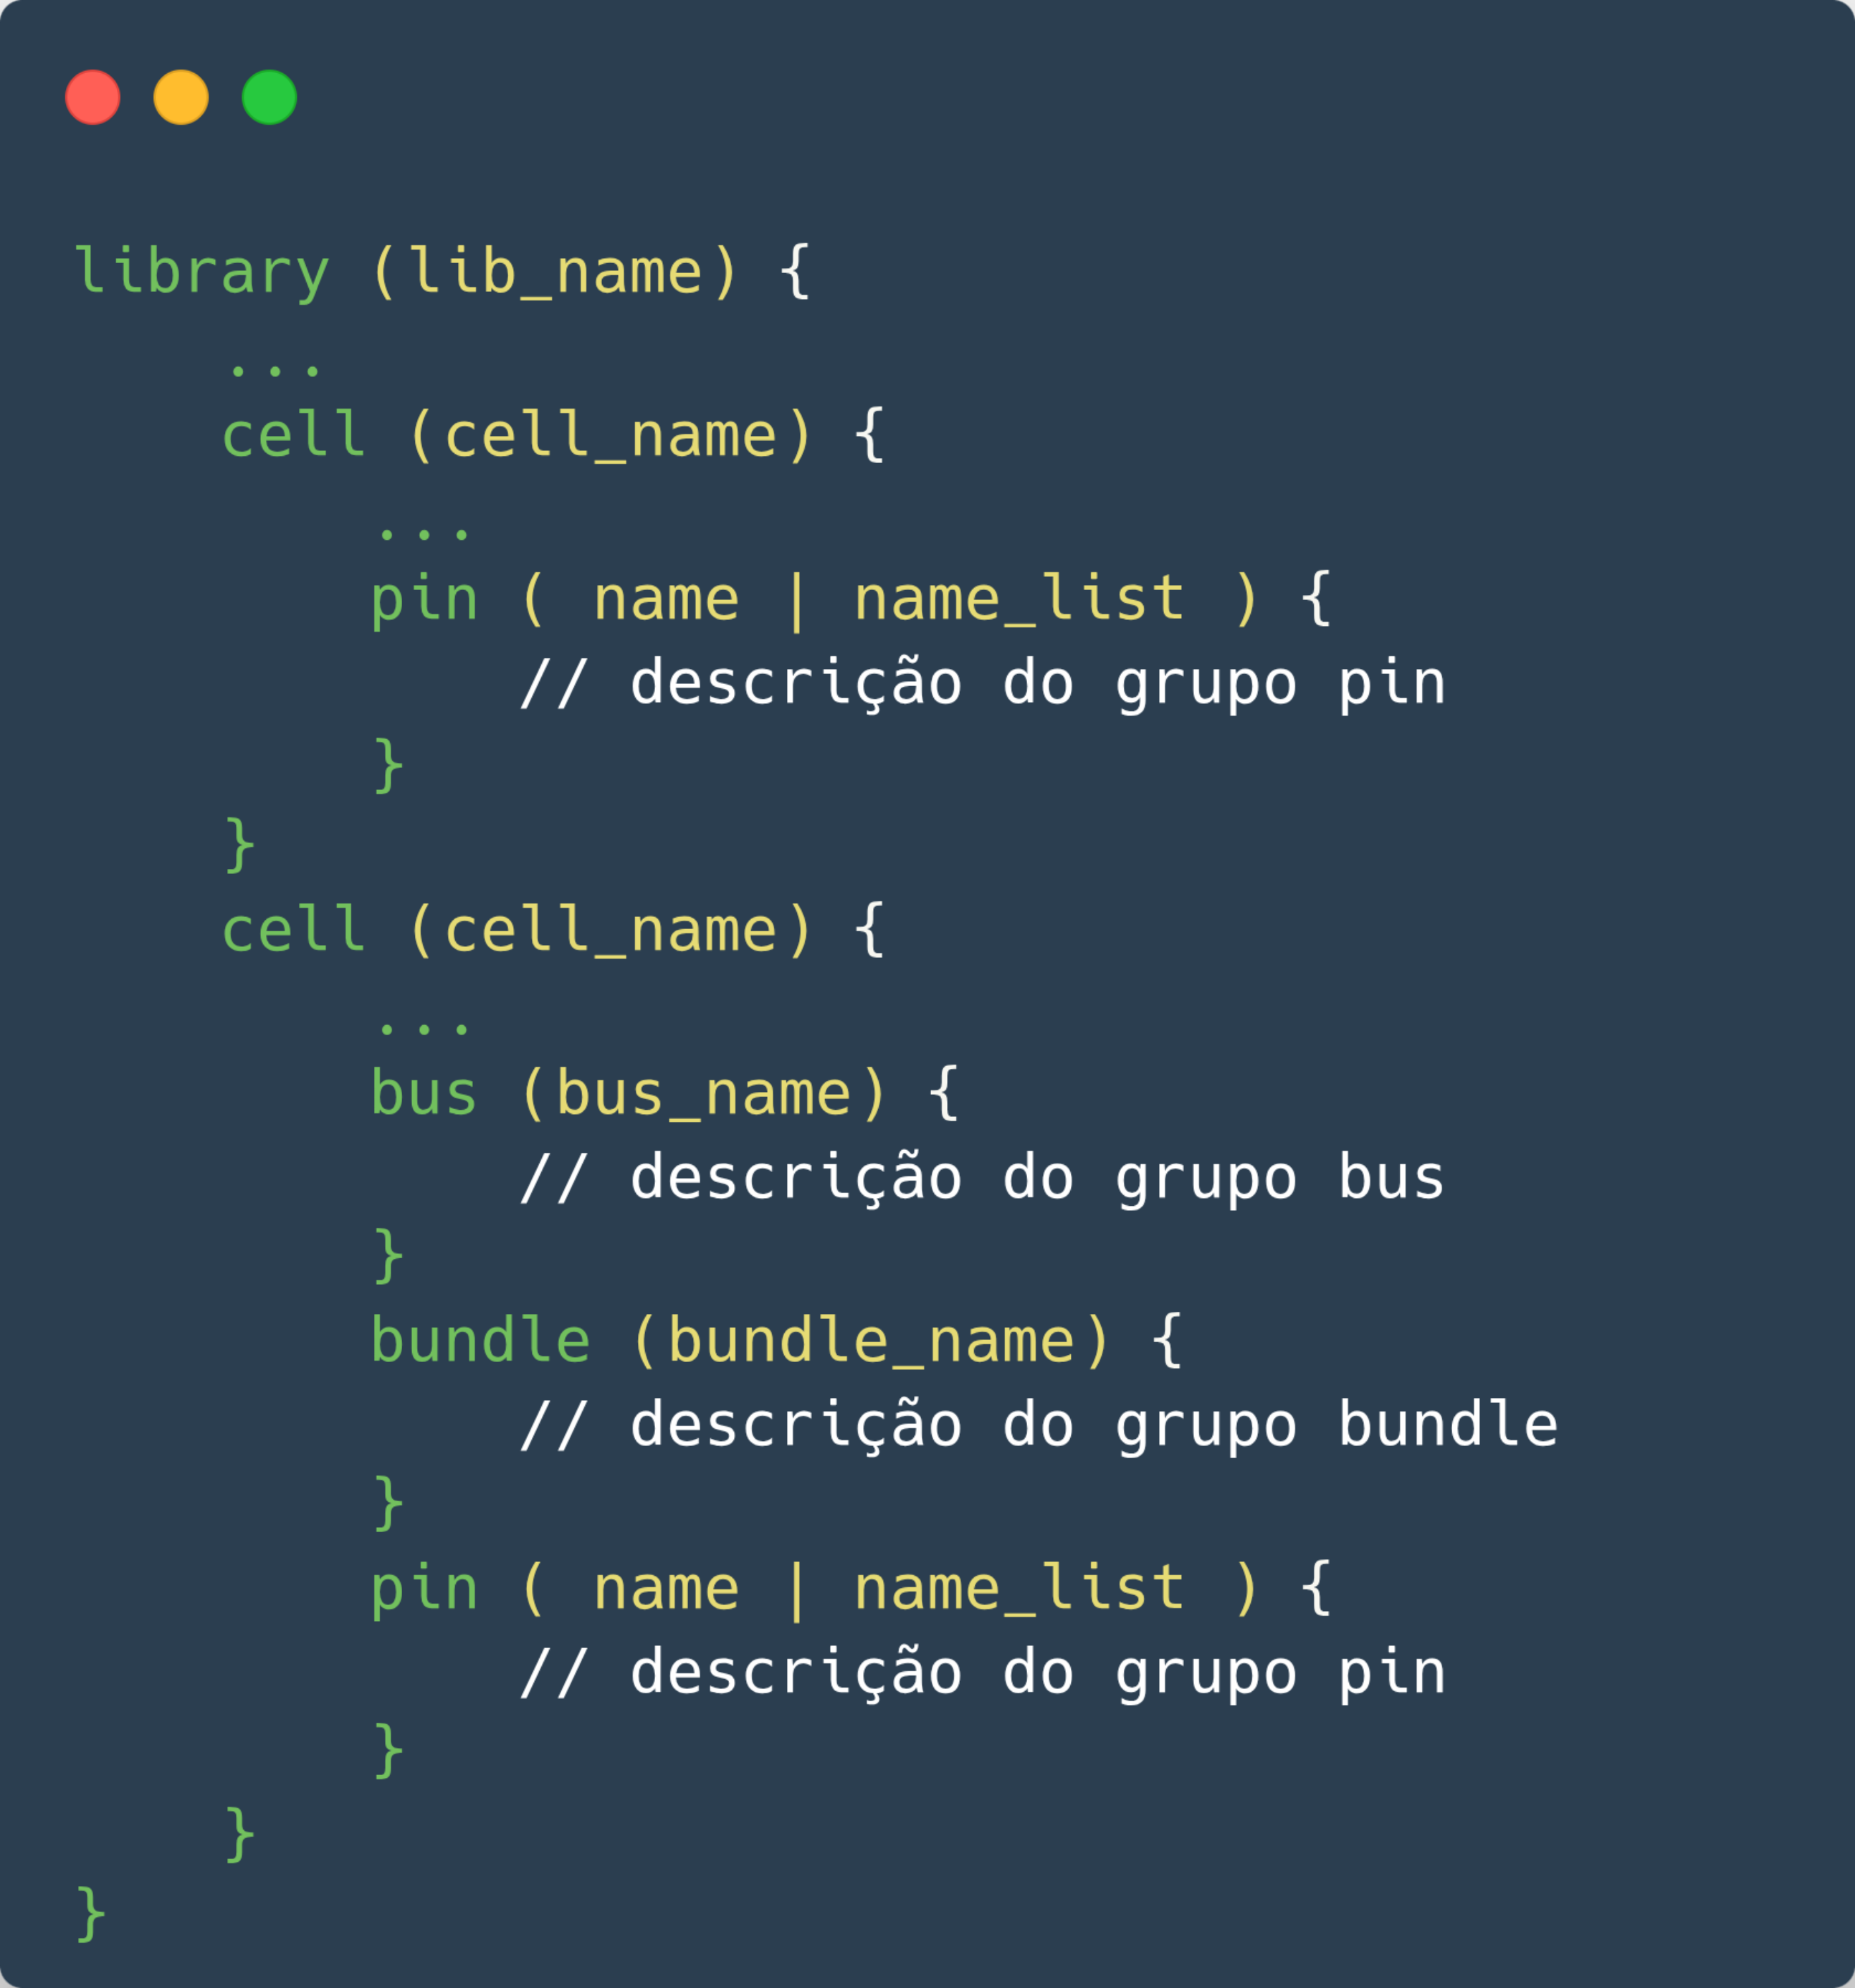 library (lib_name) {
    ...
    cell (cell_name) {
        ...
        pin ( name | name_list ) {
            // descrição do grupo pin
        }
    }
    cell (cell_name) {
        ...
        bus (bus_name) {
            // descrição do grupo bus
        }
        bundle (bundle_name) {
            // descrição do grupo bundle
        }
        pin ( name | name_list ) {
            // descrição do grupo pin
        }
    }
}